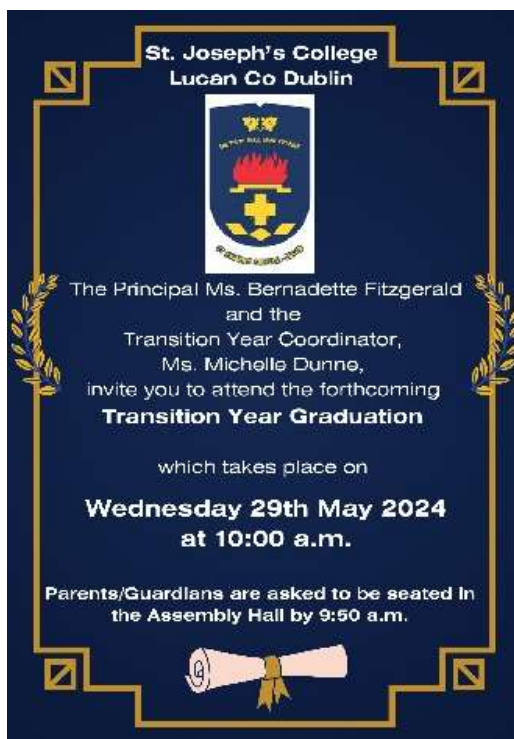 St. Joseph's College
Lucan Co Dublin
The Principal Ms. Bernadette Fitzgerald
and the
Transition Year Coordinator,
Ms. Michelle Dunne,
invite you to attend the forthcoming
Transition Year Graduation
which takes place on
Wednesday 29th May 2024
at 10:00 a.m.
Parents/Guardians are asked to be seated in
the Assembly Hall by 9:50 a.m.